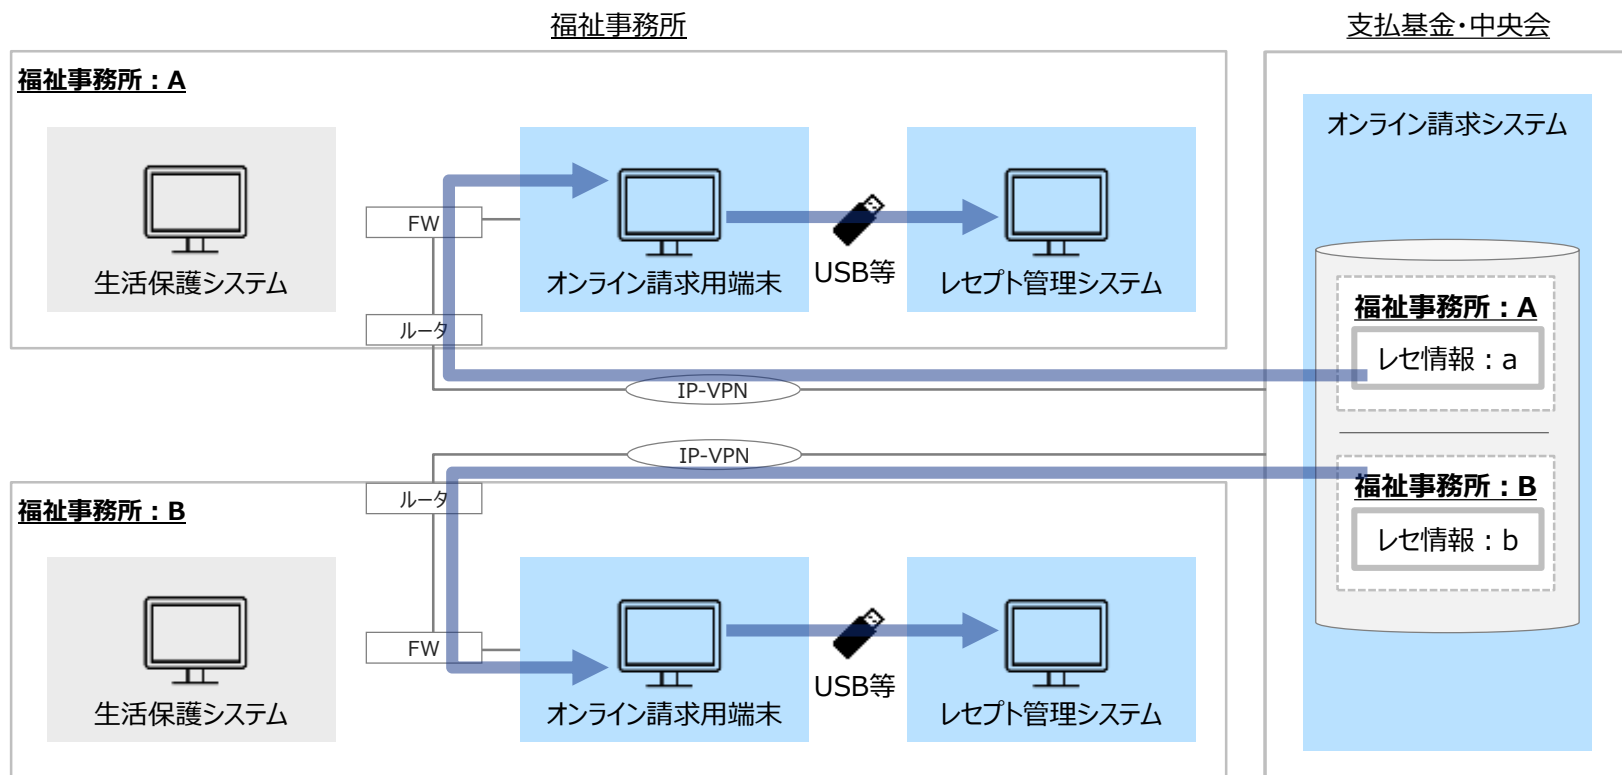 福祉事務所
支払基金・中央会
福祉事務所：A
オンライン請求システム
FW
生活保護システム
オンライン請求用端末
USB等
レセプト管理システム
ルータ
福祉事務所：A
レセ情報：a
IP-VPN
IP-VPN
福祉事務所：B
ルータ
福祉事務所：B
レセ情報：b
FW
生活保護システム
オンライン請求用端末
USB等
レセプト管理システム